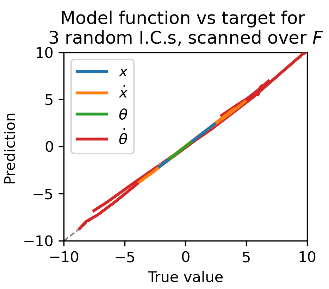 Model function vs target for
3 random I.C.s, scanned over F
10
5
0
−5
−10
−10
−5
0
5
10
x
ẋ
θ
θ̇
Prediction
True value